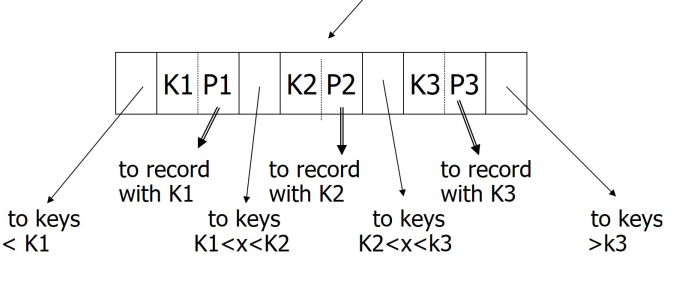 K1 P1 K2 P2 K3 P3
to record
with K1
to record
with K2
to record
with K3
to keys
< K1
to keys
K1<x<K2
to keys
K2<x<k3
to keys
>k3